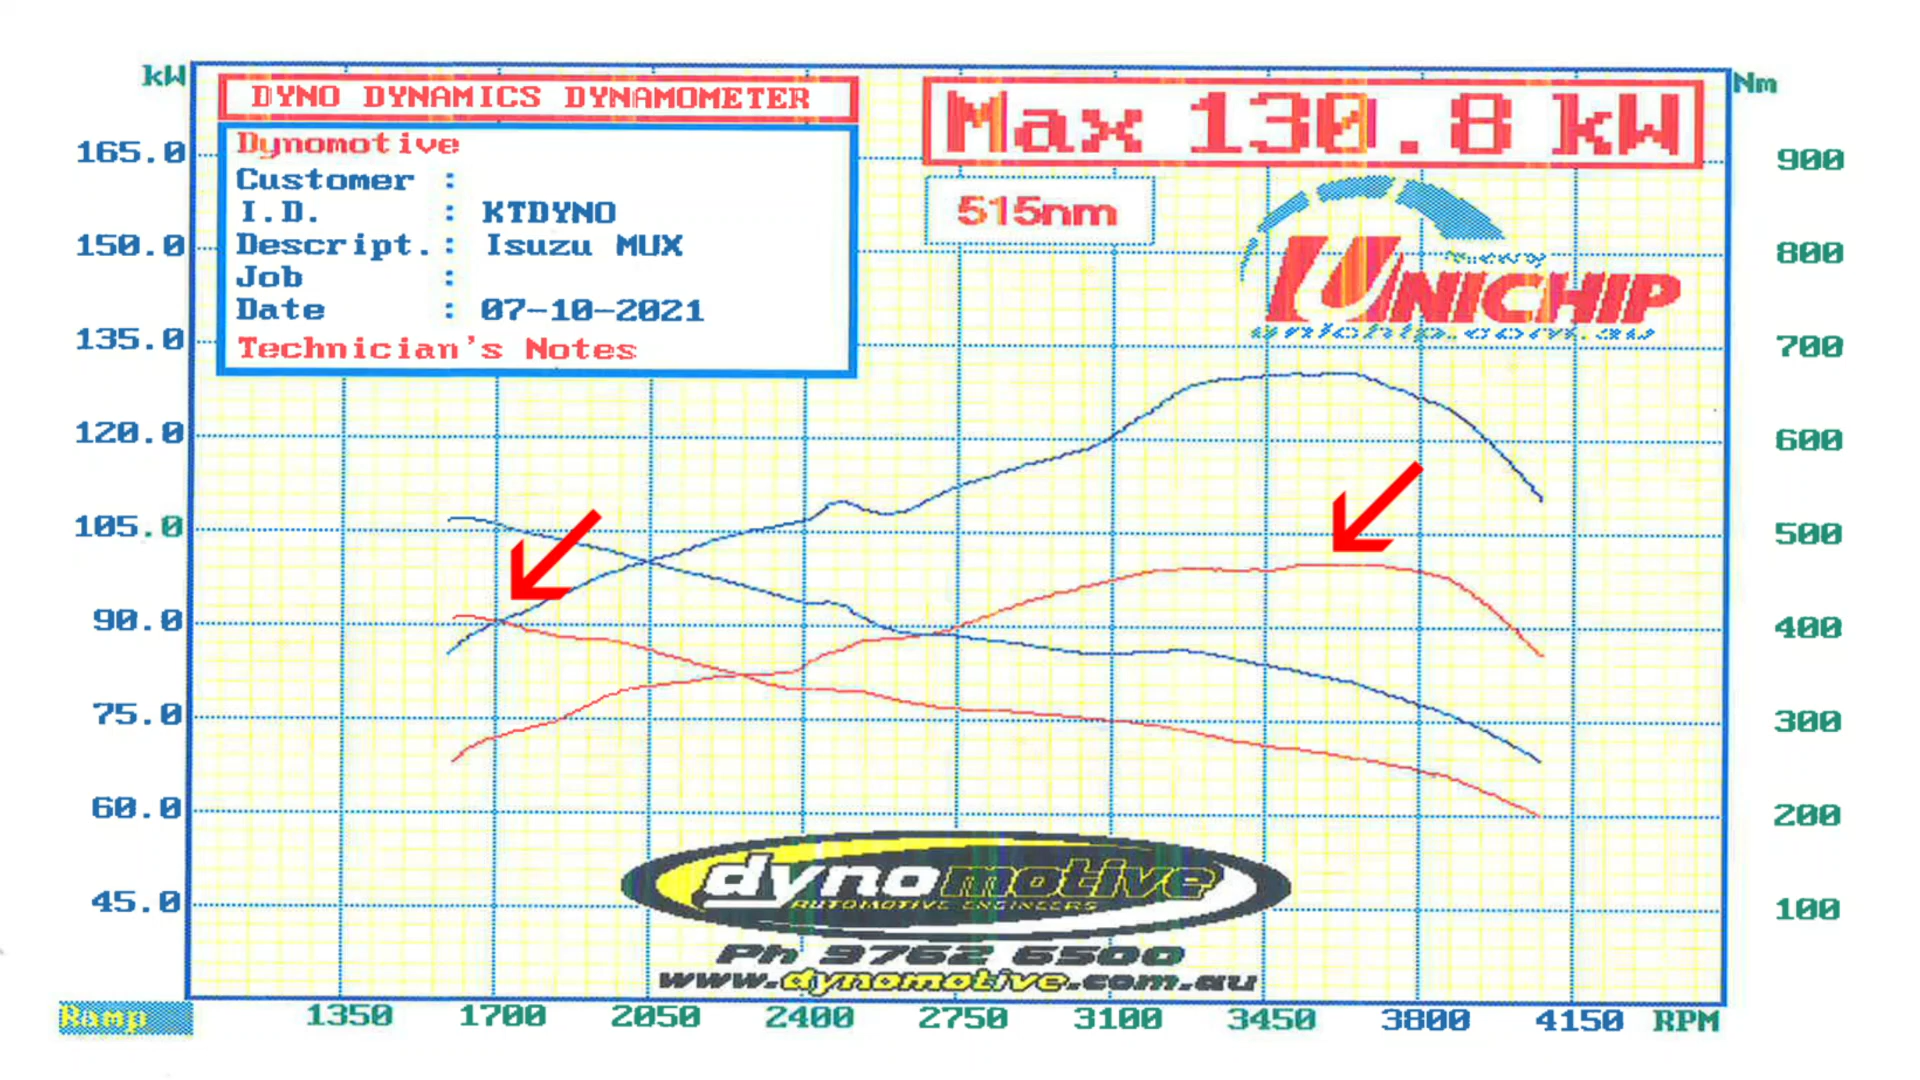 kW
Nm
DYNO DYNAMICS DYNAMOMETER
Max 130.8 kW
Dynomotive
Customer :
I.D. : KTDYNO
Descript. : Isuzu MUX
Job :
Date : 07-10-2021
Technician's Notes
515nm
UNICHIP
unichip.com.au
165.0
150.0
135.0
120.0
105.0
90.0
75.0
60.0
45.0
900
800
700
600
500
400
300
200
100
dynomotive
AUTOMOTIVE ENGINEERS
Ph 9762 6500
www.dynomotive.com.au
Ramp
1350 1700 2050 2400 2750 3100 3450 3800 4150 RPM